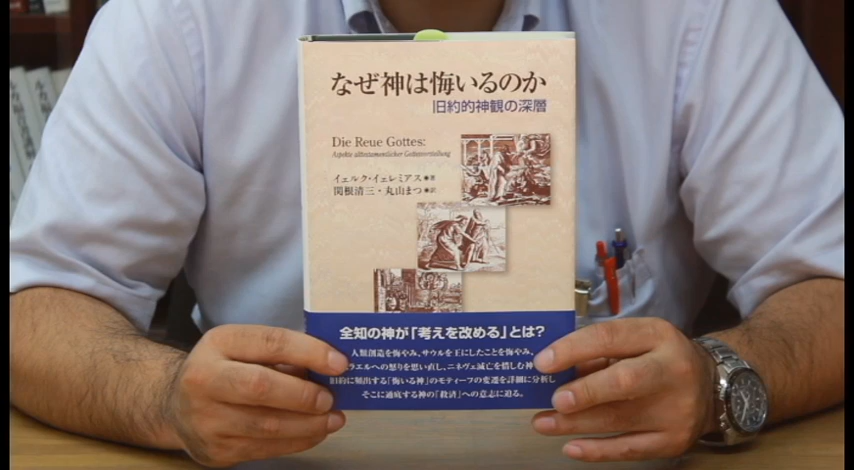 なぜ神は悔いるのか
旧約的神観の深層
Die Reue Gottes:
Aspekte alttestamentlicher Gottesvorstellung
イェルク・イェレミアス●著
関根清三・丸山まつ●訳
全知の神が「考えを改める」とは?
人類創造を悔やみ、サウルを王にしたことを悔やみ、
ラエルへの怒りを思い直し、ニネヴェ滅亡を惜しむ神
旧約に頻出する「悔いる神」のモティーフの変遷を詳細に分析し
そこに通底する神の「救済」への意志に迫る。